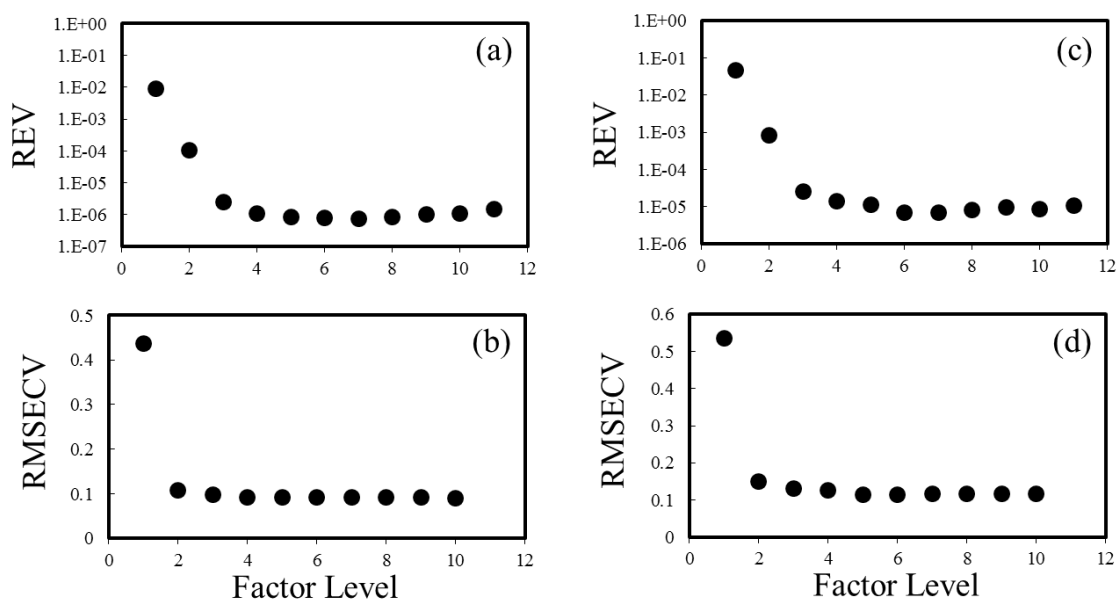 (a)
REV
1.E+00
1.E-01
1.E-02
1.E-03
1.E-04
1.E-05
1.E-06
1.E-07
0 2 4 6 8 10 12
(c)
REV
1.E+00
1.E-01
1.E-02
1.E-03
1.E-04
1.E-05
1.E-06
0 2 4 6 8 10 12
(b)
RMSECV
0.5
0.4
0.3
0.2
0.1
0
0 2 4 6 8 10 12
Factor Level
(d)
RMSECV
0.6
0.5
0.4
0.3
0.2
0.1
0
0 2 4 6 8 10 12
Factor Level